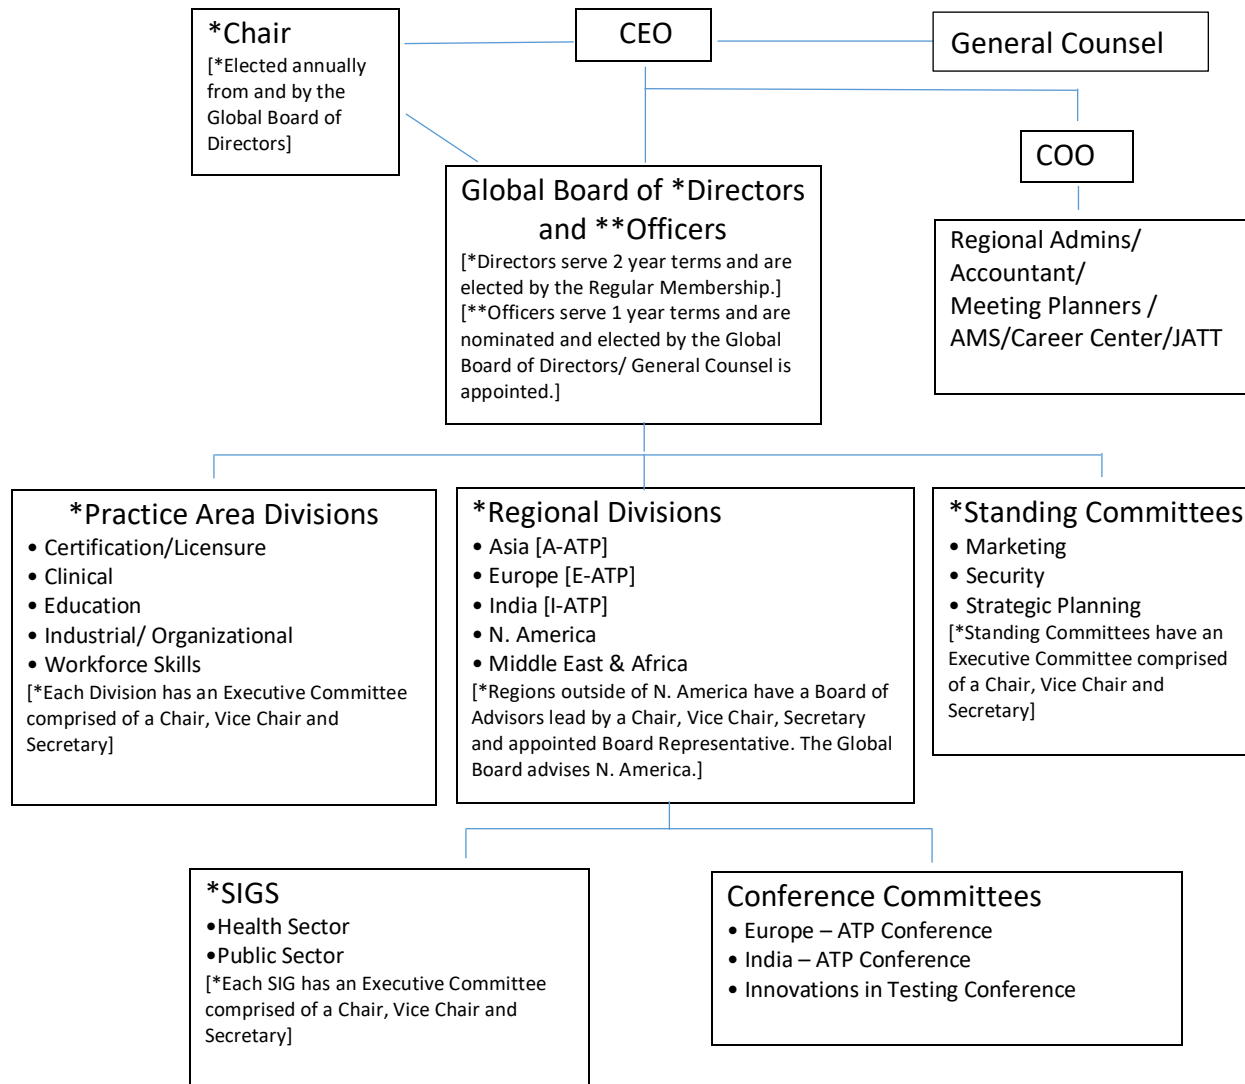 *Chair
[*Elected annually
from and by the
Global Board of
Directors]
CEO
General Counsel
COO
Global Board of *Directors
and **Officers
[*Directors serve 2 year terms and are
elected by the Regular Membership.]
[**Officers serve 1 year terms and are
nominated and elected by the Global
Board of Directors/ General Counsel is
appointed.]
Regional Admins/
Accountant/
Meeting Planners /
AMS/Career Center/JATT
*Practice Area Divisions
• Certification/Licensure
• Clinical
• Education
• Industrial/ Organizational
• Workforce Skills
[*Each Division has an Executive Committee
comprised of a Chair, Vice Chair and
Secretary]
*Regional Divisions
• Asia [A-ATP]
• Europe [E-ATP]
• India [I-ATP]
• N. America
• Middle East & Africa
[*Regions outside of N. America have a Board of
Advisors lead by a Chair, Vice Chair, Secretary
and appointed Board Representative. The Global
Board advises N. America.]
*Standing Committees
• Marketing
• Security
• Strategic Planning
[*Standing Committees have an
Executive Committee comprised
of a Chair, Vice Chair and
Secretary]
*SIGS
•Health Sector
•Public Sector
[*Each SIG has an Executive Committee
comprised of a Chair, Vice Chair and
Secretary]
Conference Committees
• Europe – ATP Conference
• India – ATP Conference
• Innovations in Testing Conference